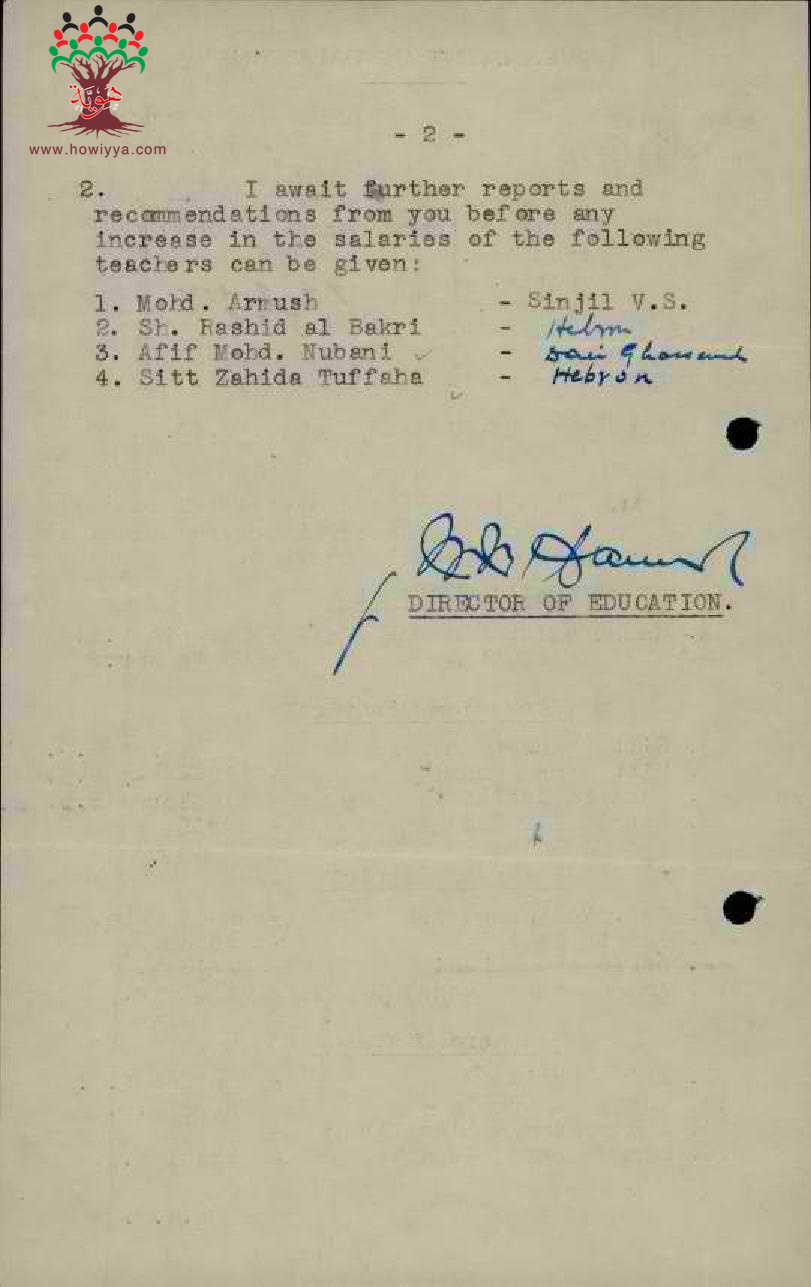 هوية
www.howiyya.com
- 2 -
2. I await further reports and
recommendations from you before any
increase in the salaries of the following
teachers can be given:
1. Mohd. Armush - Sinjil V.S.
2. Sh. Rashid al Bakri - Hebron
3. Afif Mohd. Nubani -
4. Sitt Zahida Tuffaha - Hebron
DIRECTOR OF EDUCATION.